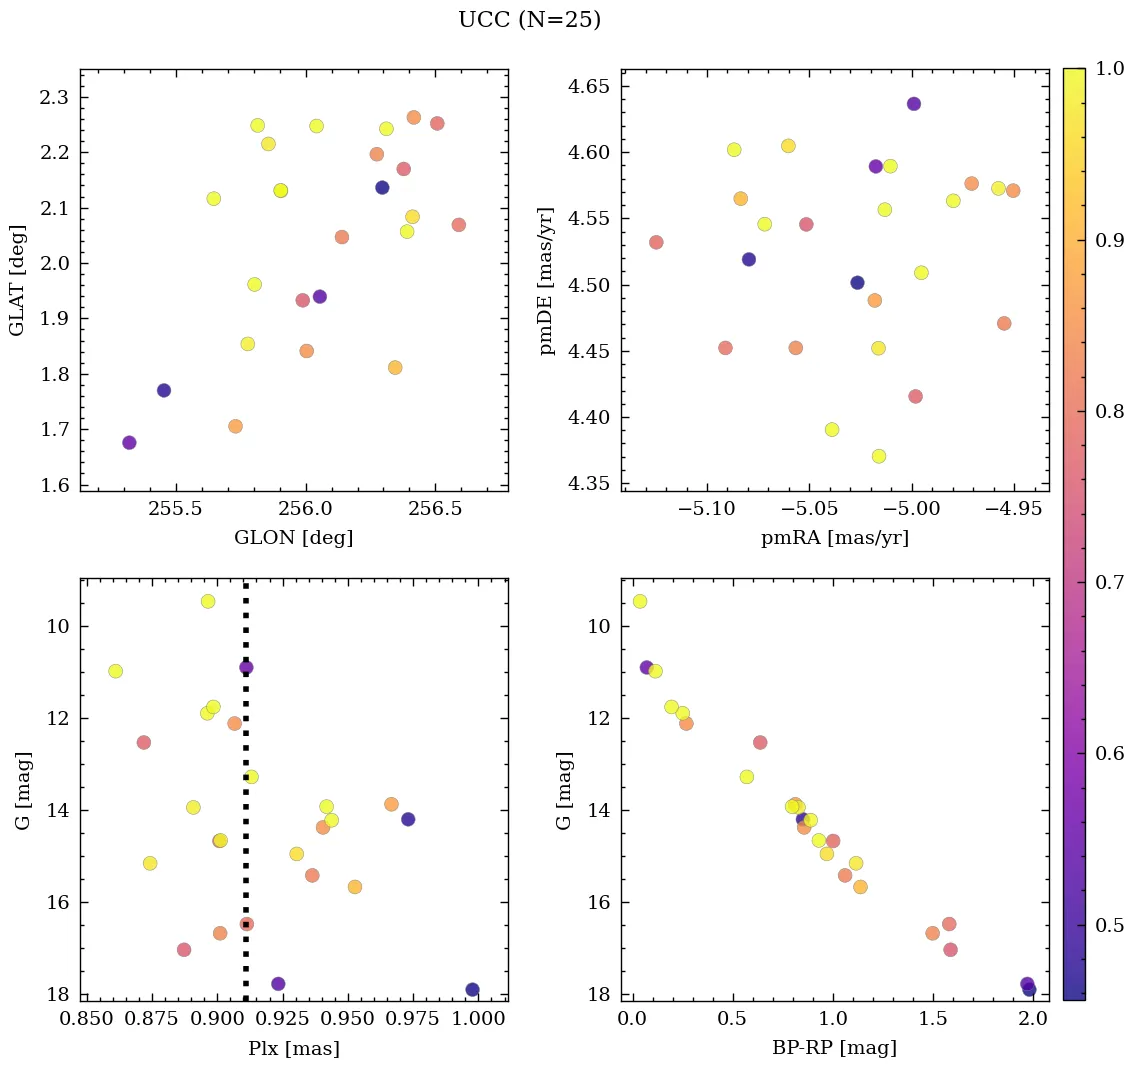 UCC (N=25)
2.3
2.2
2.1
2.0
1.9
1.8
1.7
1.6
GLAT [deg]
255.5 256.0 256.5
GLON [deg]
4.65
4.60
4.55
4.50
4.45
4.40
4.35
pmDE [mas/yr]
−5.10 −5.05 −5.00 −4.95
pmRA [mas/yr]
10
12
14
16
18
G [mag]
0.850 0.875 0.900 0.925 0.950 0.975 1.000
Plx [mas]
10
12
14
16
18
G [mag]
0.0 0.5 1.0 1.5 2.0
BP-RP [mag]
1.0
0.9
0.8
0.7
0.6
0.5